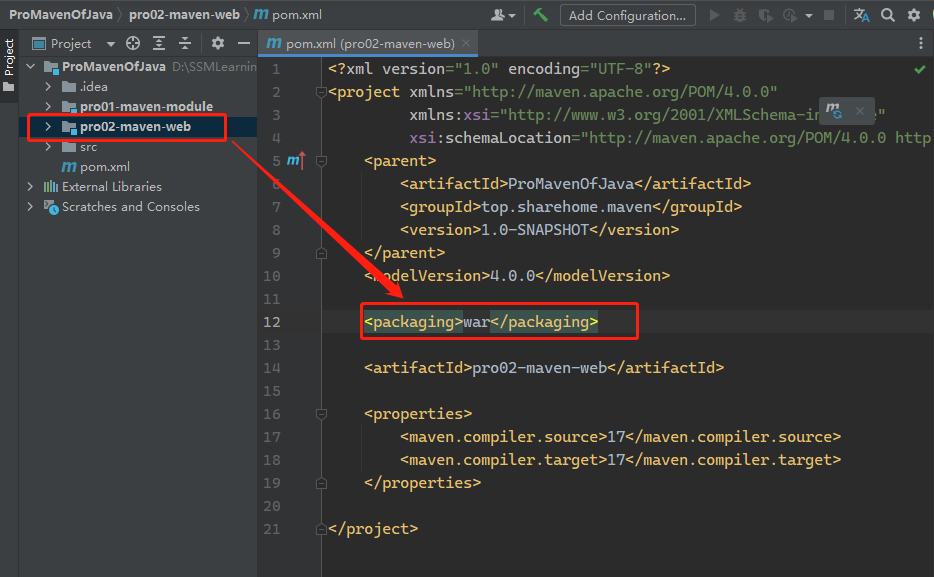 ProMavenOfJava pro02-maven-web m pom.xml Add Configuration...
Project
Project
m pom.xml (pro02-maven-web)
ProMavenOfJava D:\SSMLearnin
.idea
pro01-maven-module
pro02-maven-web
src
m pom.xml
External Libraries
Scratches and Consoles
1 <?xml version="1.0" encoding="UTF-8"?>
2 <project xmlns="http://maven.apache.org/POM/4.0.0"
3 xmlns:xsi="http://www.w3.org/2001/XMLSchema-in e"
4 xsi:schemaLocation="http://maven.apache.org/POM/4.0.0 http
5 m <parent>
6 <artifactId>ProMavenOfJava</artifactId>
7 <groupId>top.sharehome.maven</groupId>
8 <version>1.0-SNAPSHOT</version>
9 </parent>
10 <modelVersion>4.0.0</modelVersion>
11
12 <packaging>war</packaging>
13
14 <artifactId>pro02-maven-web</artifactId>
15
16 <properties>
17 <maven.compiler.source>17</maven.compiler.source>
18 <maven.compiler.target>17</maven.compiler.target>
19 </properties>
20
21 </project>